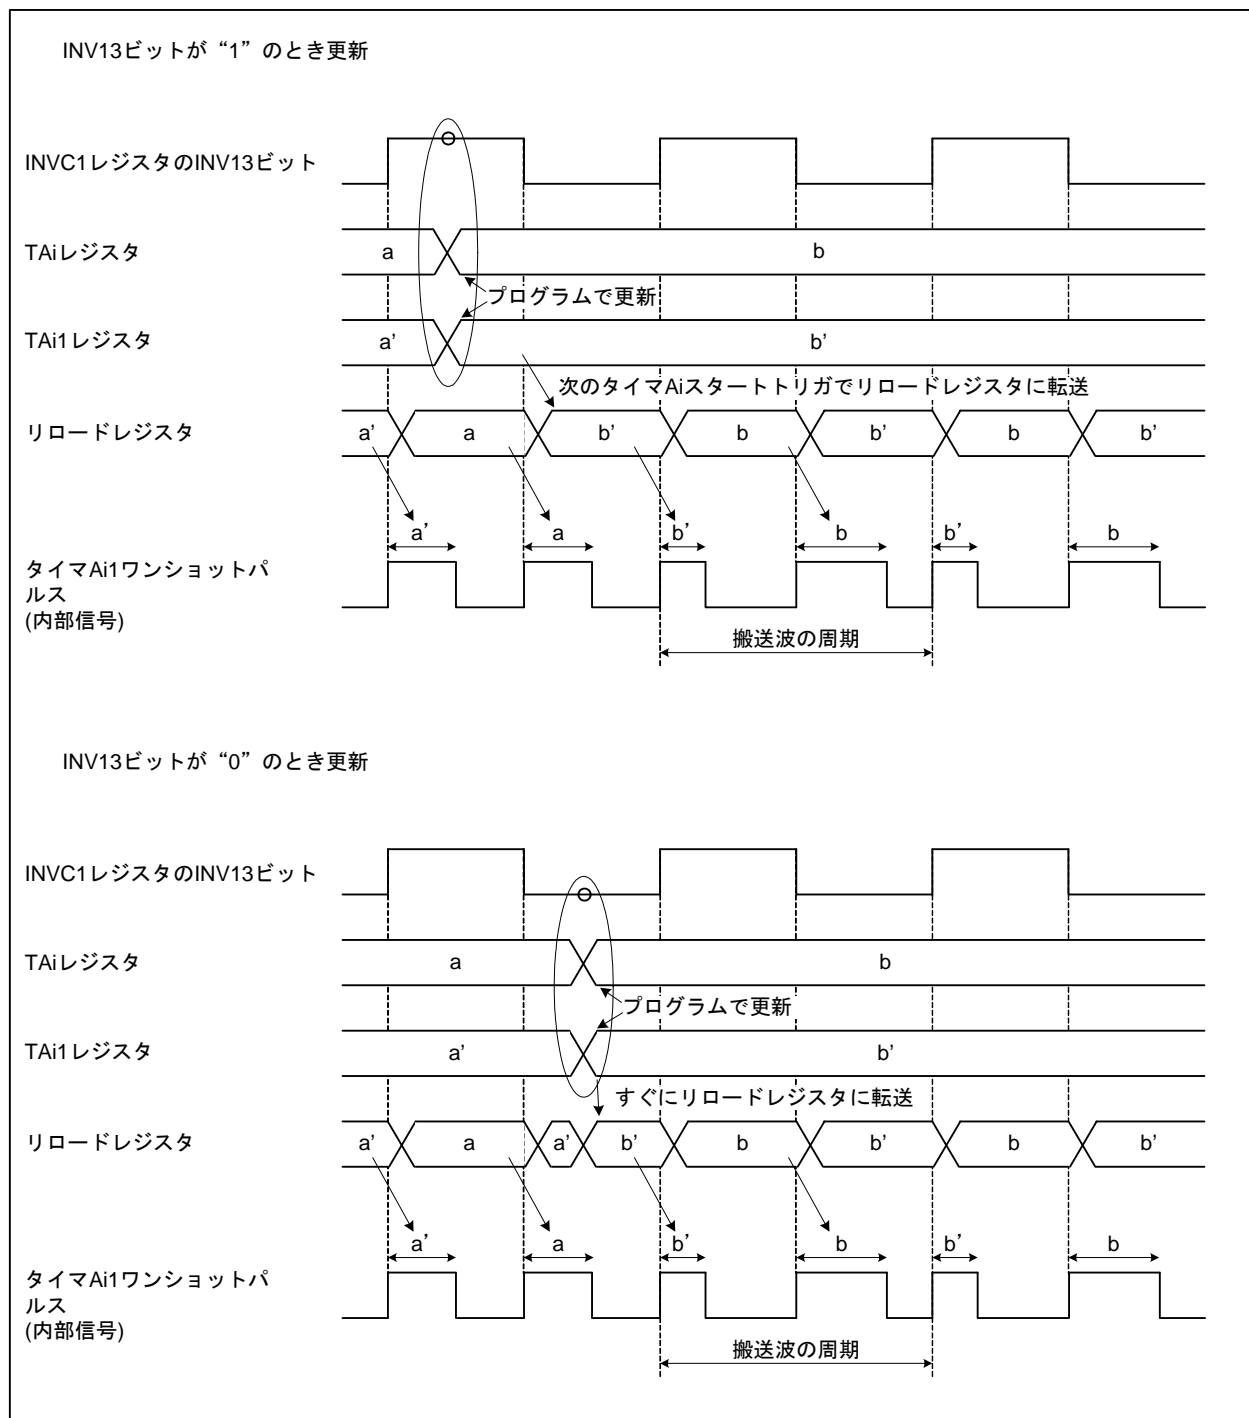 INV13ビットが“1”のとき更新
INVC1レジスタのINV13ビット
TAiレジスタ
a
b
プログラムで更新
TAi1レジスタ
a’
b’
次のタイマAiスタートトリガでリロードレジスタに転送
リロードレジスタ
a’
a
b’
b
b’
b
b’
a’
a
b’
b
b’
b
タイマAi1ワンショットパ
ルス
(内部信号)
搬送波の周期
INV13ビットが“0”のとき更新
INVC1レジスタのINV13ビット
TAiレジスタ
a
b
プログラムで更新
TAi1レジスタ
a’
b’
すぐにリロードレジスタに転送
リロードレジスタ
a’
a
a’
b’
b
b’
b
b’
a’
a
b’
b
b’
b
タイマAi1ワンショットパ
ルス
(内部信号)
搬送波の周期